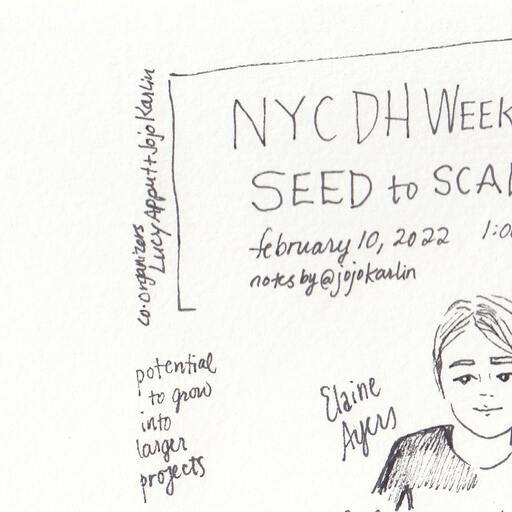 co-organizers
Lucy Appert + Jojo Karlin
NYC DH WEEK
SEED to SCAL
february 10, 2022 1:0
notes by @jojokarlin
potential
to grow
into
larger
projects
Elaine
Ayers